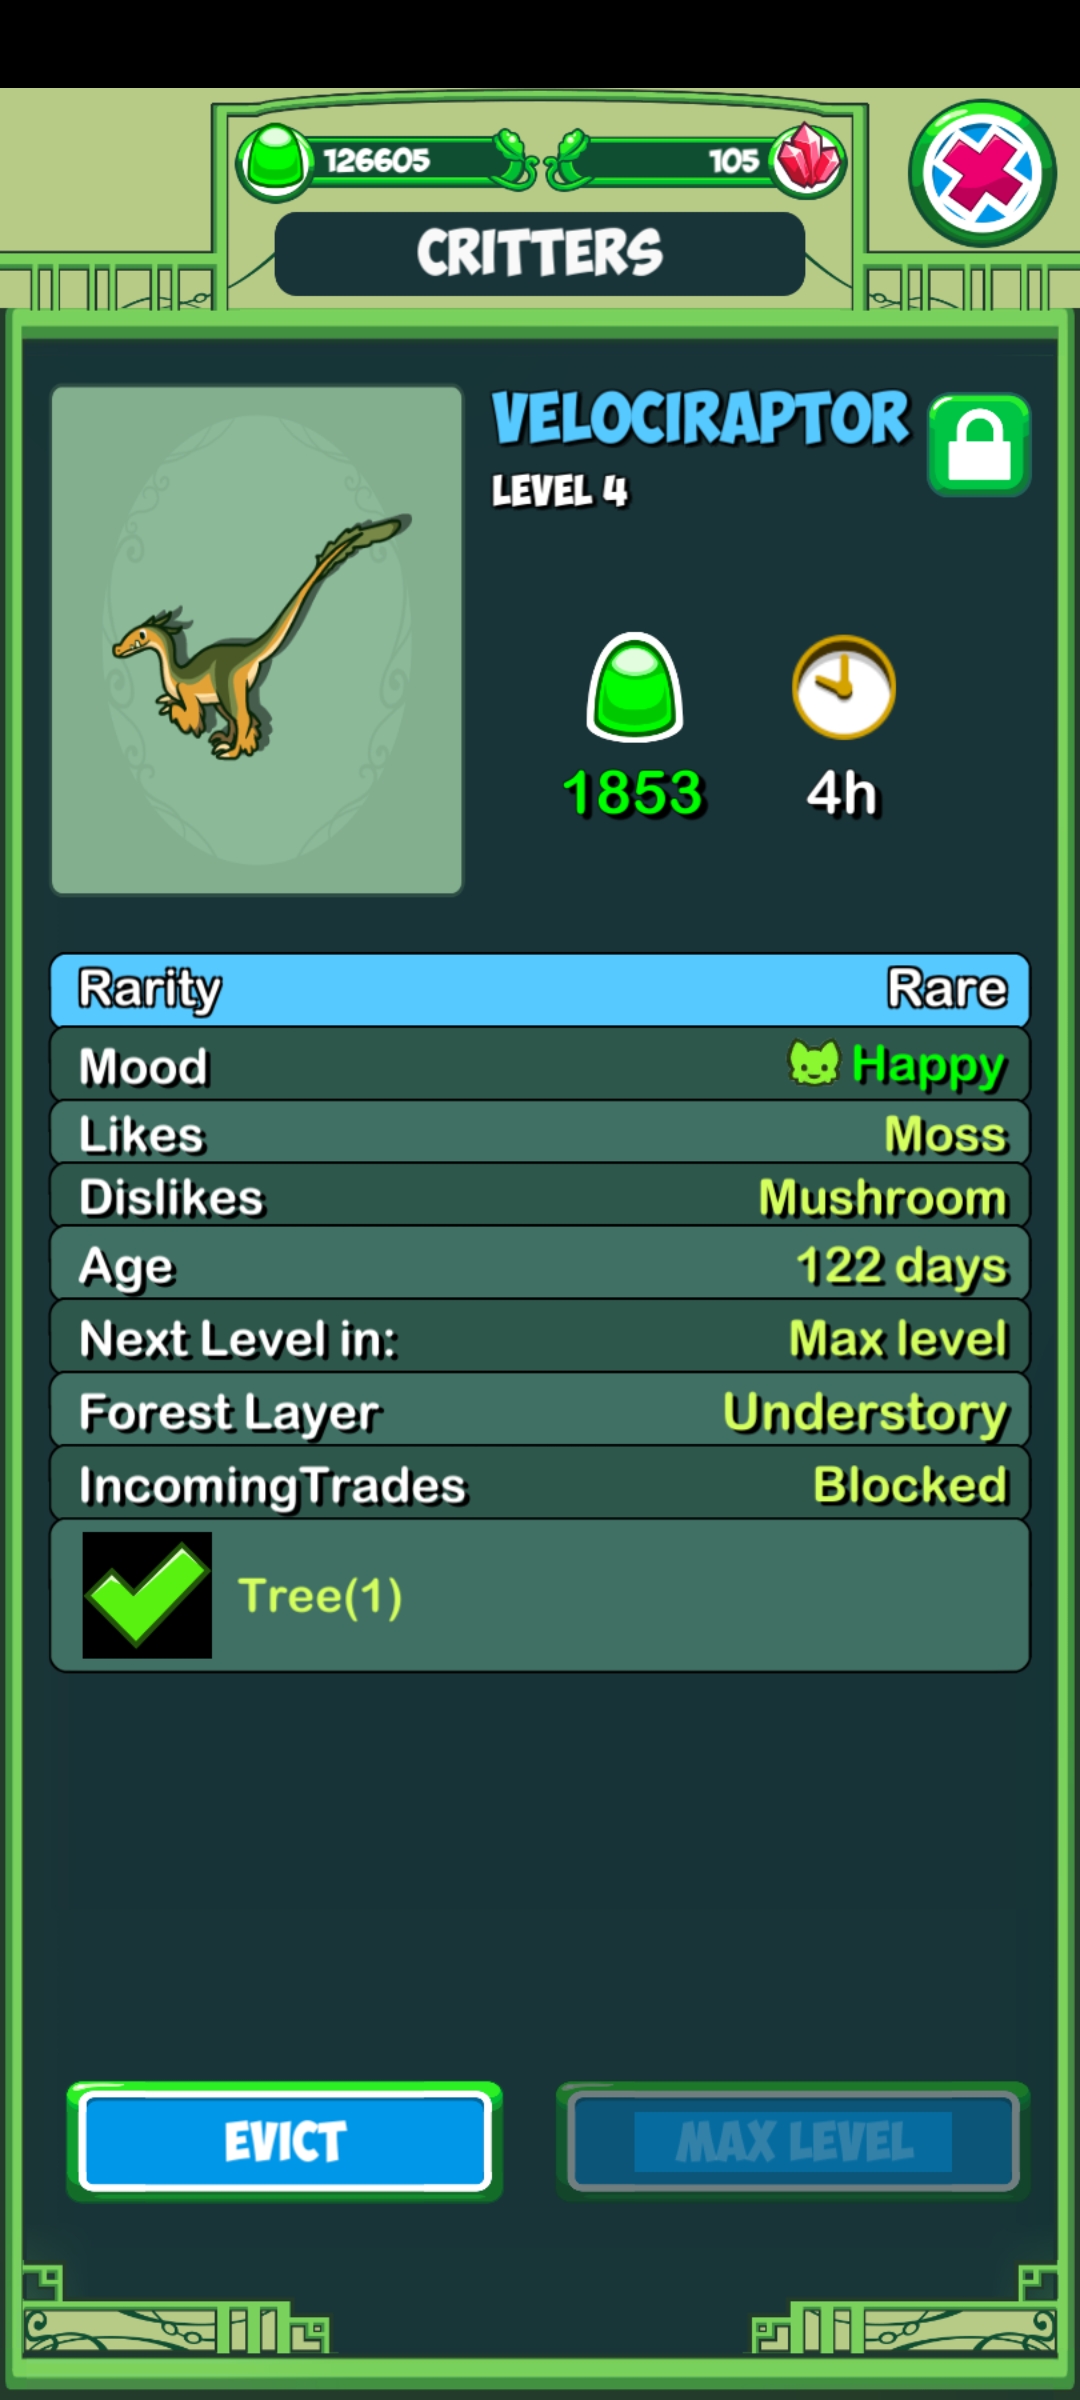 126605 105
CRITTERS
VELOCIRAPTOR
LEVEL 4
1853 4h
Rarity Rare
Mood Happy
Likes Moss
Dislikes Mushroom
Age 122 days
Next Level in: Max level
Forest Layer Understory
IncomingTrades Blocked
Tree(1)
EVICT MAX LEVEL